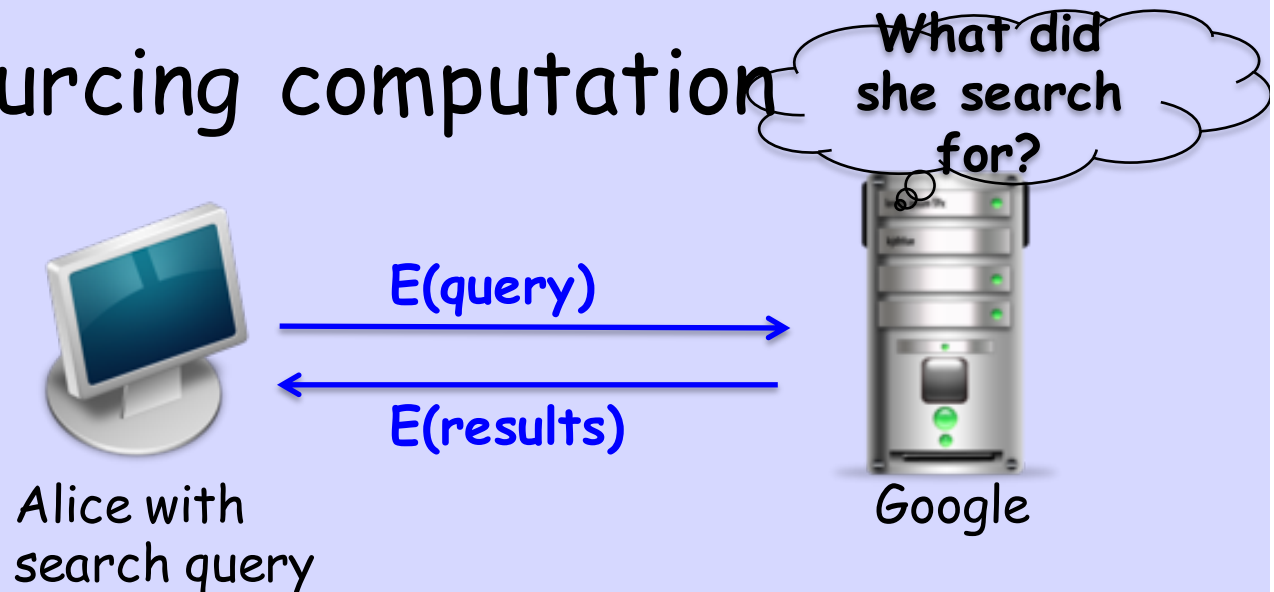 urcing computation
What did
she search
for?
E(query)
E(results)
Alice with
search query
Google